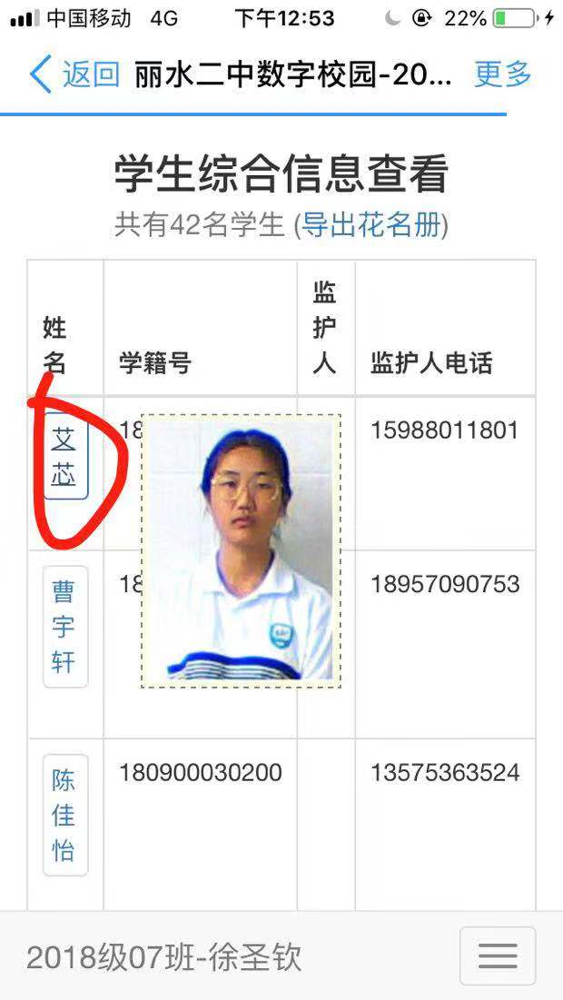 中国移动 4G 下午12:53 22%
返回 丽水二中数字校园-20... 更多
学生综合信息查看
共有42名学生 (导出花名册)
姓名 学籍号 监护人 监护人电话
艾芯 18 15988011801
曹宇轩 18 18957090753
陈佳怡 180900030200 13575363524
2018级07班-徐圣钦